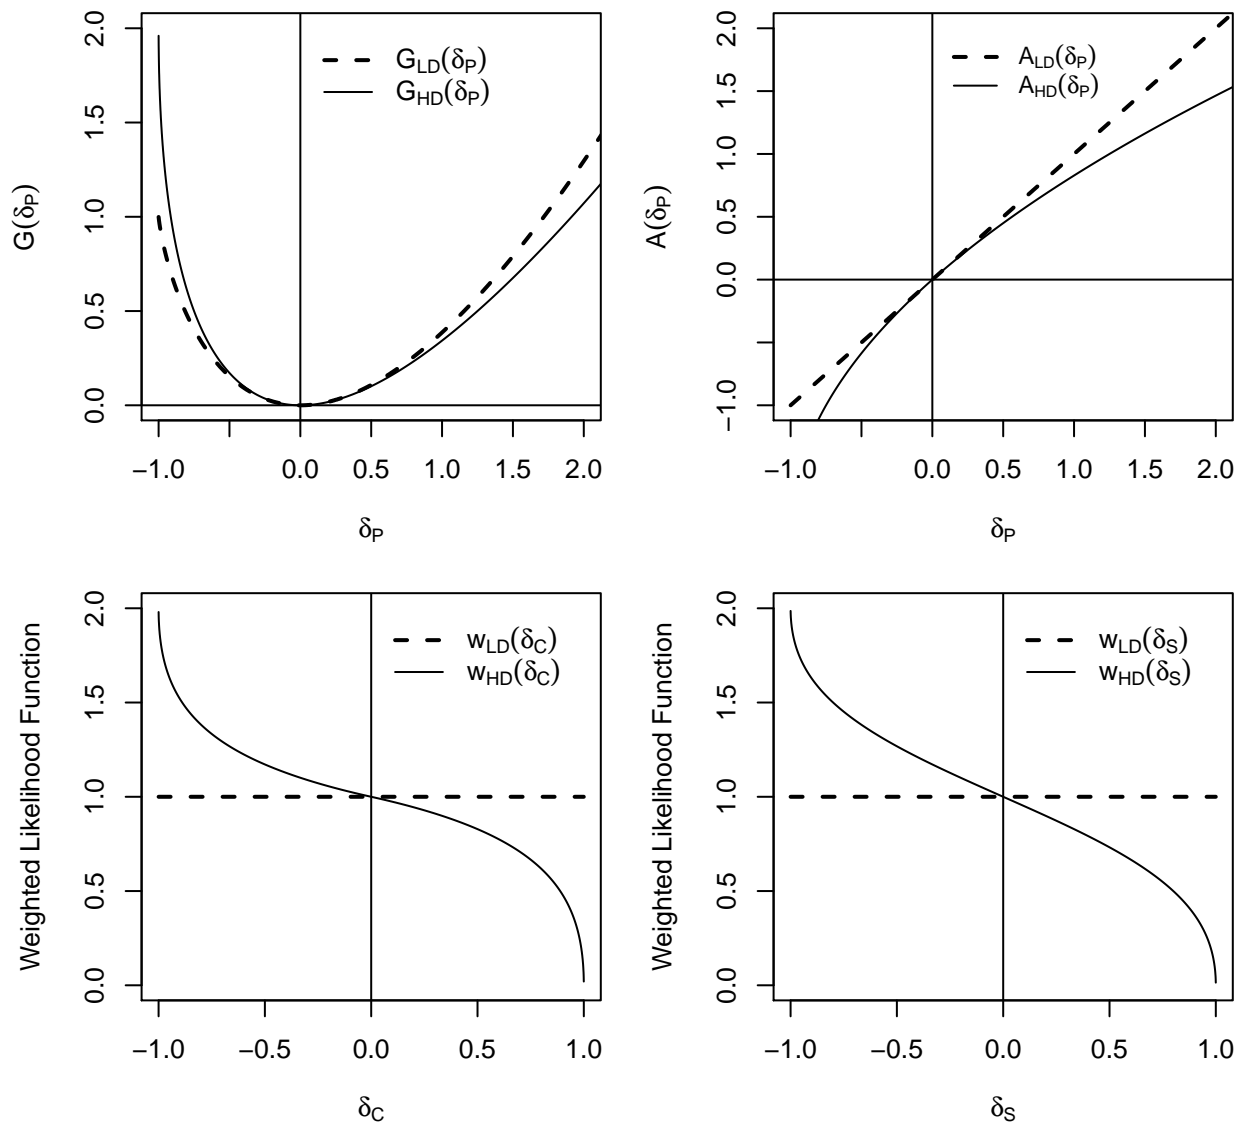 G(δP)
0.0 0.5 1.0 1.5 2.0
GLD(δP)
GHD(δP)
−1.0 0.0 0.5 1.0 1.5 2.0
δP
A(δP)
−1.0 0.0 0.5 1.0 1.5 2.0
ALD(δP)
AHD(δP)
−1.0 0.0 0.5 1.0 1.5 2.0
δP
Weighted Likelihood Function
0.0 0.5 1.0 1.5 2.0
wLD(δC)
wHD(δC)
−1.0 −0.5 0.0 0.5 1.0
δC
Weighted Likelihood Function
0.0 0.5 1.0 1.5 2.0
wLD(δS)
wHD(δS)
−1.0 −0.5 0.0 0.5 1.0
δS